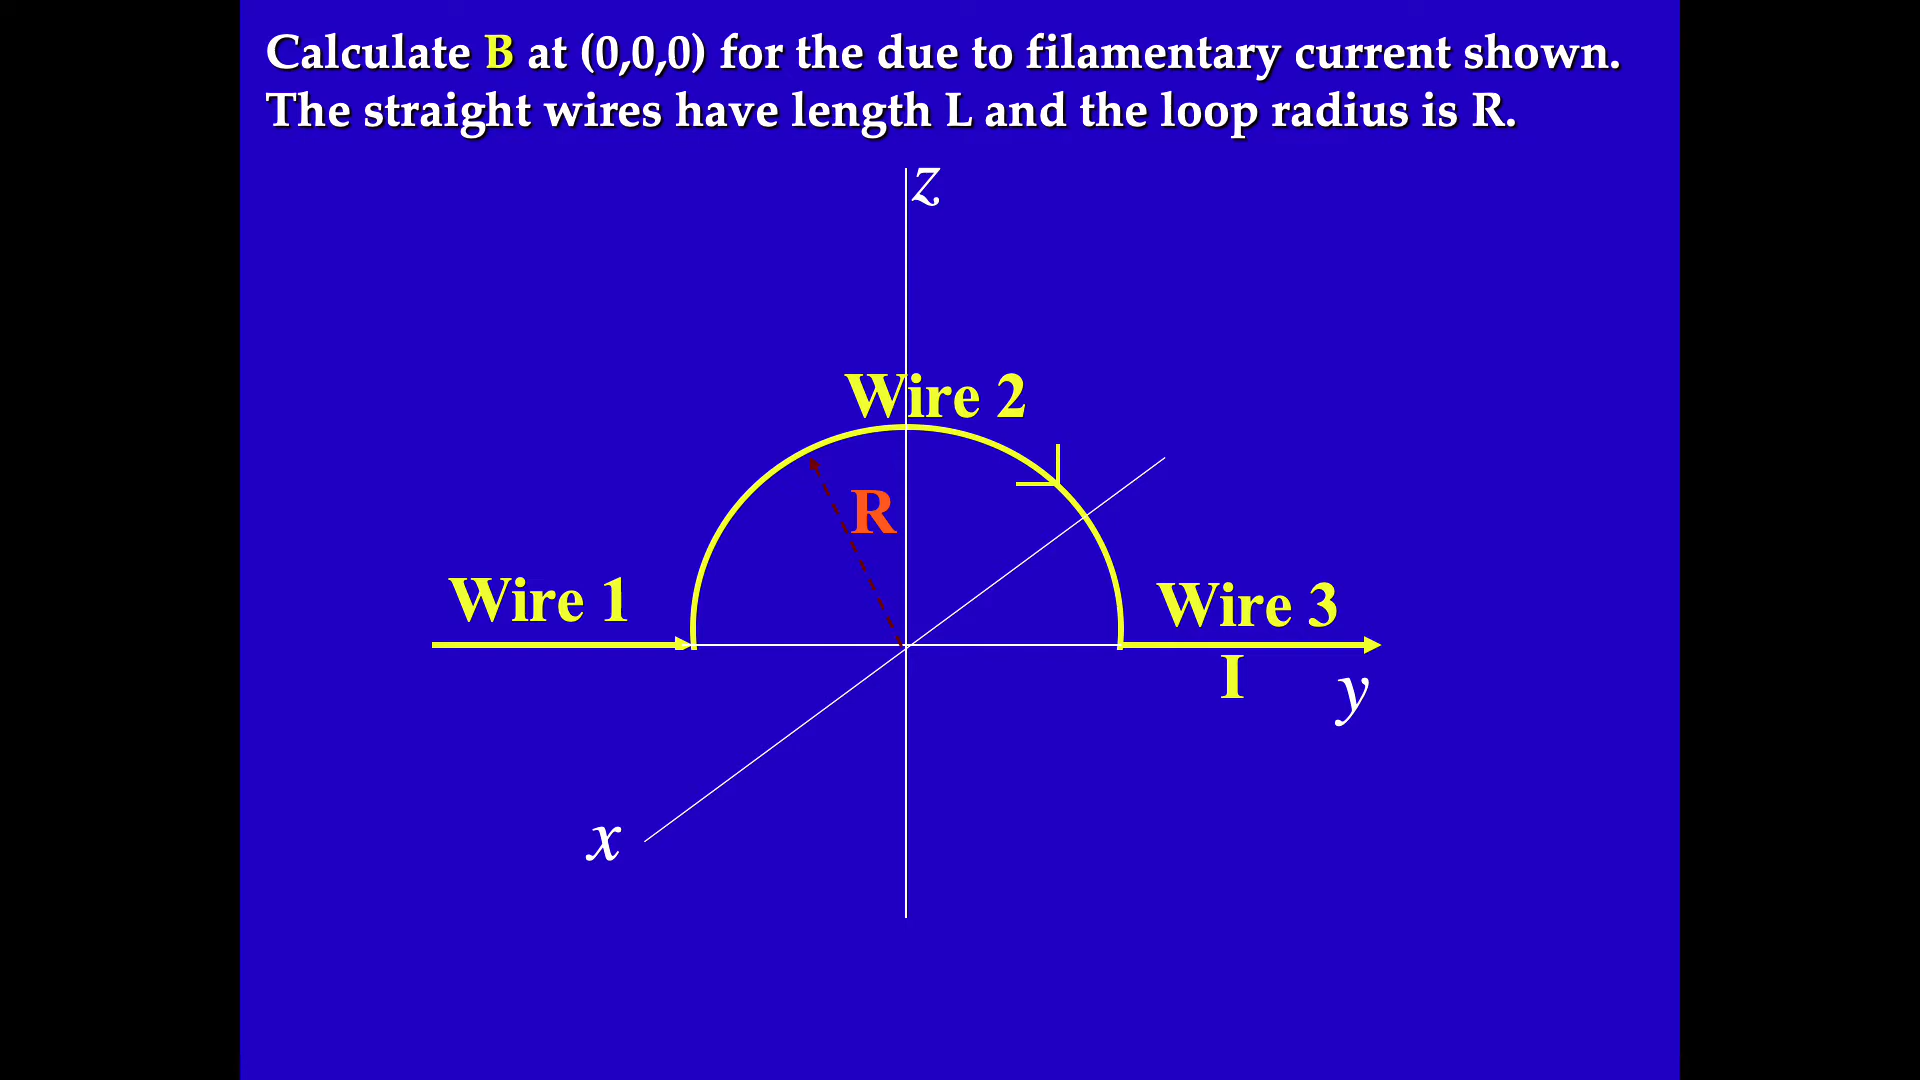 Calculate B at (0,0,0) for the due to filamentary current shown.
The straight wires have length L and the loop radius is R.
z
Wire 2
R
Wire 1
Wire 3
I
y
x